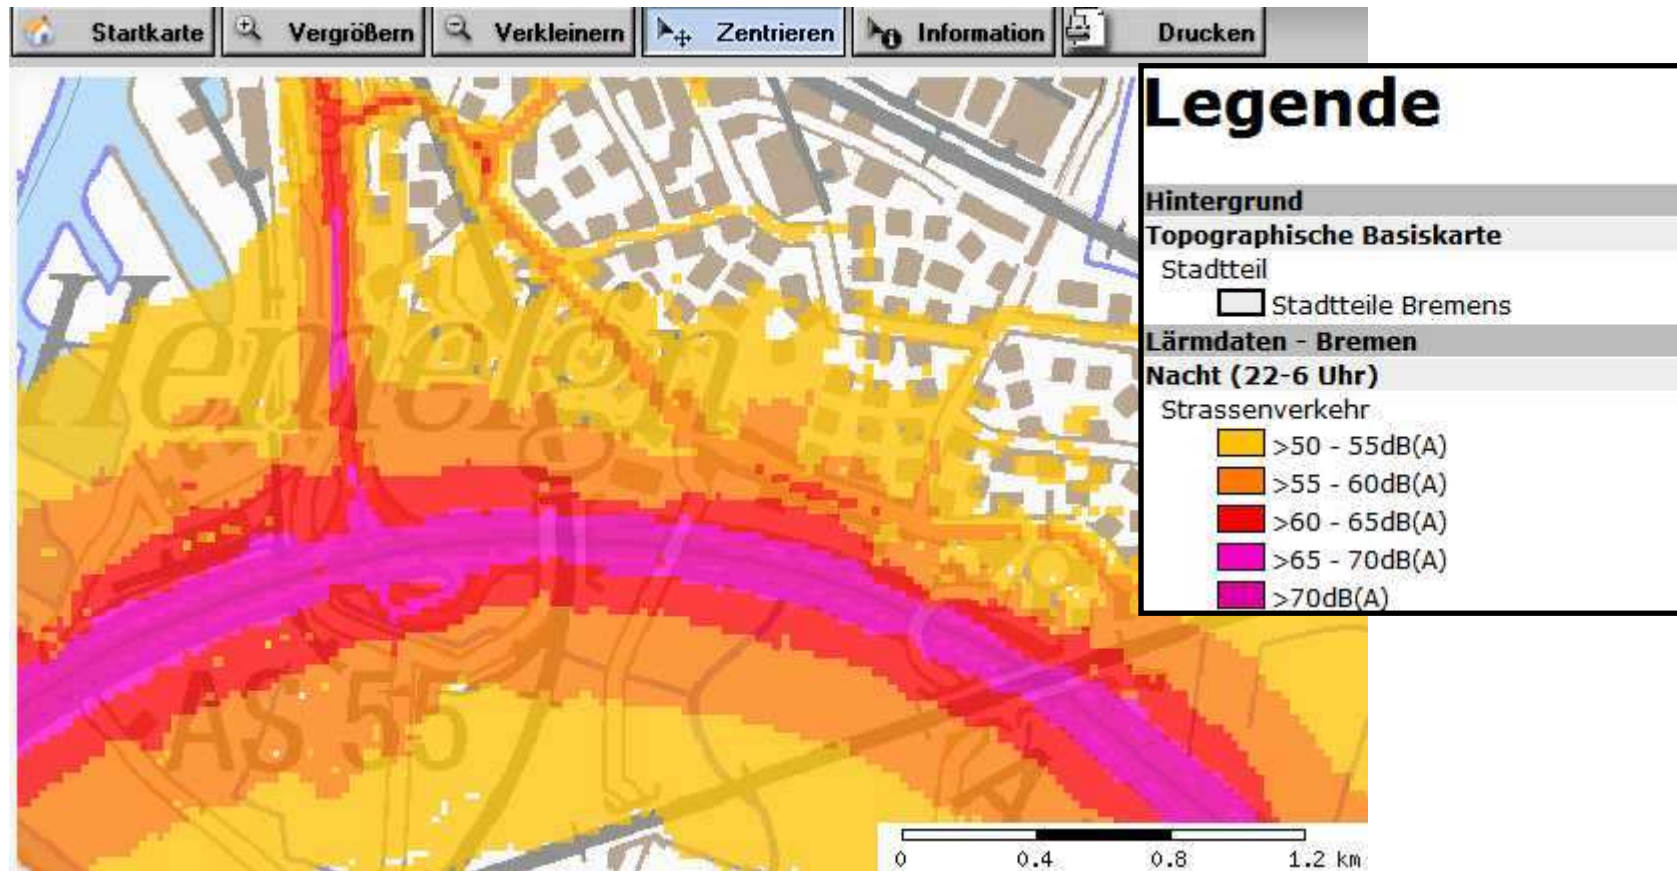 Startkarte Vergrößern Verkleinern Zentrieren Information Drucken
Legende
Hintergrund
Topographische Basiskarte
Stadtteil
Stadtteile Bremens
Lärmdaten - Bremen
Nacht (22-6 Uhr)
Strassenverkehr
>50 - 55dB(A)
>55 - 60dB(A)
>60 - 65dB(A)
>65 - 70dB(A)
>70dB(A)
Hemelingen
AS 55
A
0 0.4 0.8 1.2 km